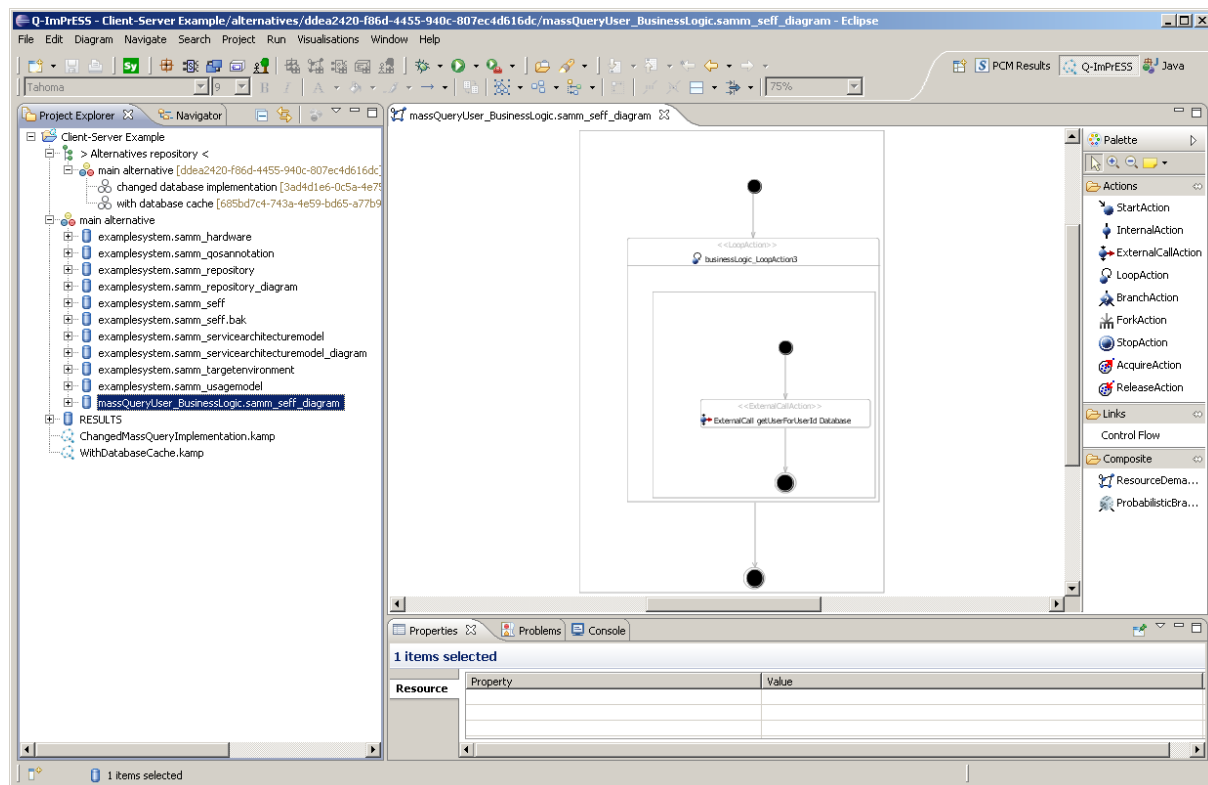 Q-ImPrESS - Client-Server Example/alternatives/ddea2420-f86d-4455-940c-807ec4d616dc/massQueryUser_BusinessLogic.samm_seff_diagram - Eclipse
File Edit Diagram Navigate Search Project Run Visualisations Window Help
Sy
PCM Results Q-ImPrESS Java
Tahoma 9 B I A 75%
Project Explorer Navigator
massQueryUser_BusinessLogic.samm_seff_diagram
Client-Server Example
> Alternatives repository <
main alternative [ddea2420-f86d-4455-940c-807ec4d616dc]
changed database implementation [3ad4d1e6-0c5a-4e75
with database cache [685bd7c4-743a-4e59-bd65-a77b9
main alternative
examplesystem.samm_hardware
examplesystem.samm_qosannotation
examplesystem.samm_repository
examplesystem.samm_repository_diagram
examplesystem.samm_seff
examplesystem.samm_seff.bak
examplesystem.samm_servicearchitecturemodel
examplesystem.samm_servicearchitecturemodel_diagram
examplesystem.samm_targetenvironment
examplesystem.samm_usagemodel
massQueryUser_BusinessLogic.samm_seff_diagram
RESULTS
ChangedMassQueryImplementation.kamp
WithDatabaseCache.kamp
<<LoopAction>>
businessLogic_LoopAction3
<<ExternalCallAction>>
ExternalCall getUserForUserId Database
Palette
Actions
StartAction
InternalAction
ExternalCallAction
LoopAction
BranchAction
ForkAction
StopAction
AcquireAction
ReleaseAction
Links
Control Flow
Composite
ResourceDema...
ProbabilisticBra...
Properties Problems Console
1 items selected
Resource
Property Value
1 items selected